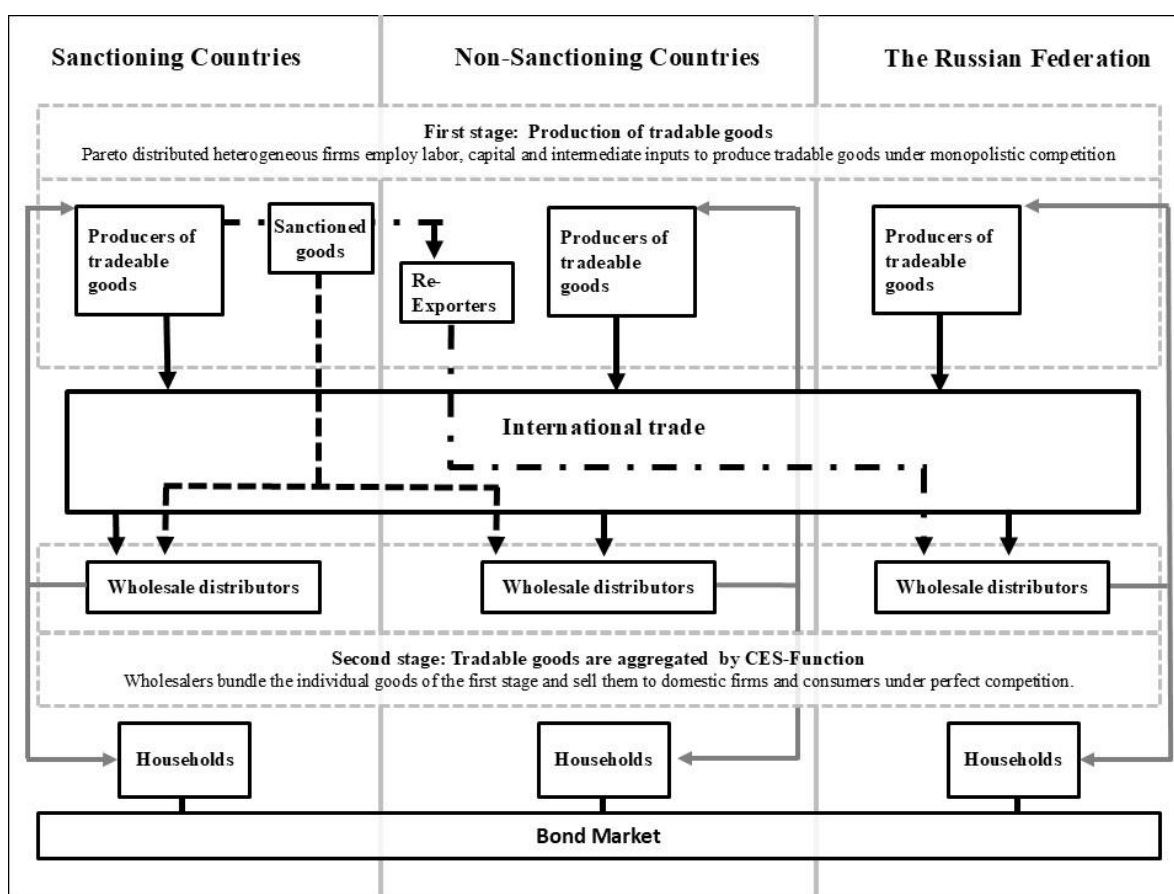 Sanctioning Countries
Non-Sanctioning Countries
The Russian Federation
First stage: Production of tradable goods
Pareto distributed heterogeneous firms employ labor, capital and intermediate inputs to produce tradable goods under monopolistic competition
Producers of
tradeable
goods
Sanctioned
goods
Re-
Exporters
Producers of
tradeable
goods
Producers of
tradeable
goods
International trade
Wholesale distributors
Wholesale distributors
Wholesale distributors
Second stage: Tradable goods are aggregated by CES-Function
Wholesalers bundle the individual goods of the first stage and sell them to domestic firms and consumers under perfect competition.
Households
Households
Households
Bond Market